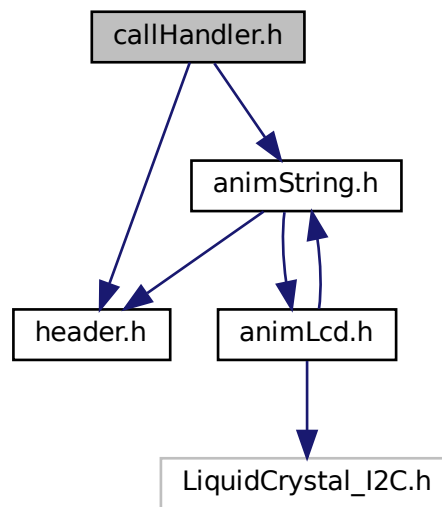 callHandler.h
animString.h
header.h
animLcd.h
LiquidCrystal_I2C.h